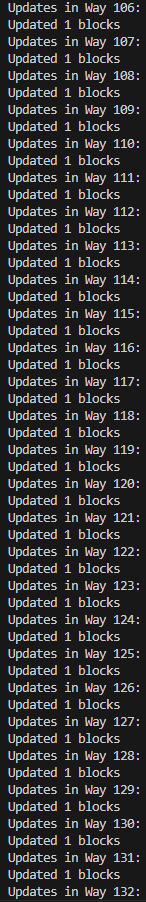 Updates in Way 106:
Updated 1 blocks
Updates in Way 107:
Updated 1 blocks
Updates in Way 108:
Updated 1 blocks
Updates in Way 109:
Updated 1 blocks
Updates in Way 110:
Updated 1 blocks
Updates in Way 111:
Updated 1 blocks
Updates in Way 112:
Updated 1 blocks
Updates in Way 113:
Updated 1 blocks
Updates in Way 114:
Updated 1 blocks
Updates in Way 115:
Updated 1 blocks
Updates in Way 116:
Updated 1 blocks
Updates in Way 117:
Updated 1 blocks
Updates in Way 118:
Updated 1 blocks
Updates in Way 119:
Updated 1 blocks
Updates in Way 120:
Updated 1 blocks
Updates in Way 121:
Updated 1 blocks
Updates in Way 122:
Updated 1 blocks
Updates in Way 123:
Updated 1 blocks
Updates in Way 124:
Updated 1 blocks
Updates in Way 125:
Updated 1 blocks
Updates in Way 126:
Updated 1 blocks
Updates in Way 127:
Updated 1 blocks
Updates in Way 128:
Updated 1 blocks
Updates in Way 129:
Updated 1 blocks
Updates in Way 130:
Updated 1 blocks
Updates in Way 131:
Updated 1 blocks
Updates in Way 132: